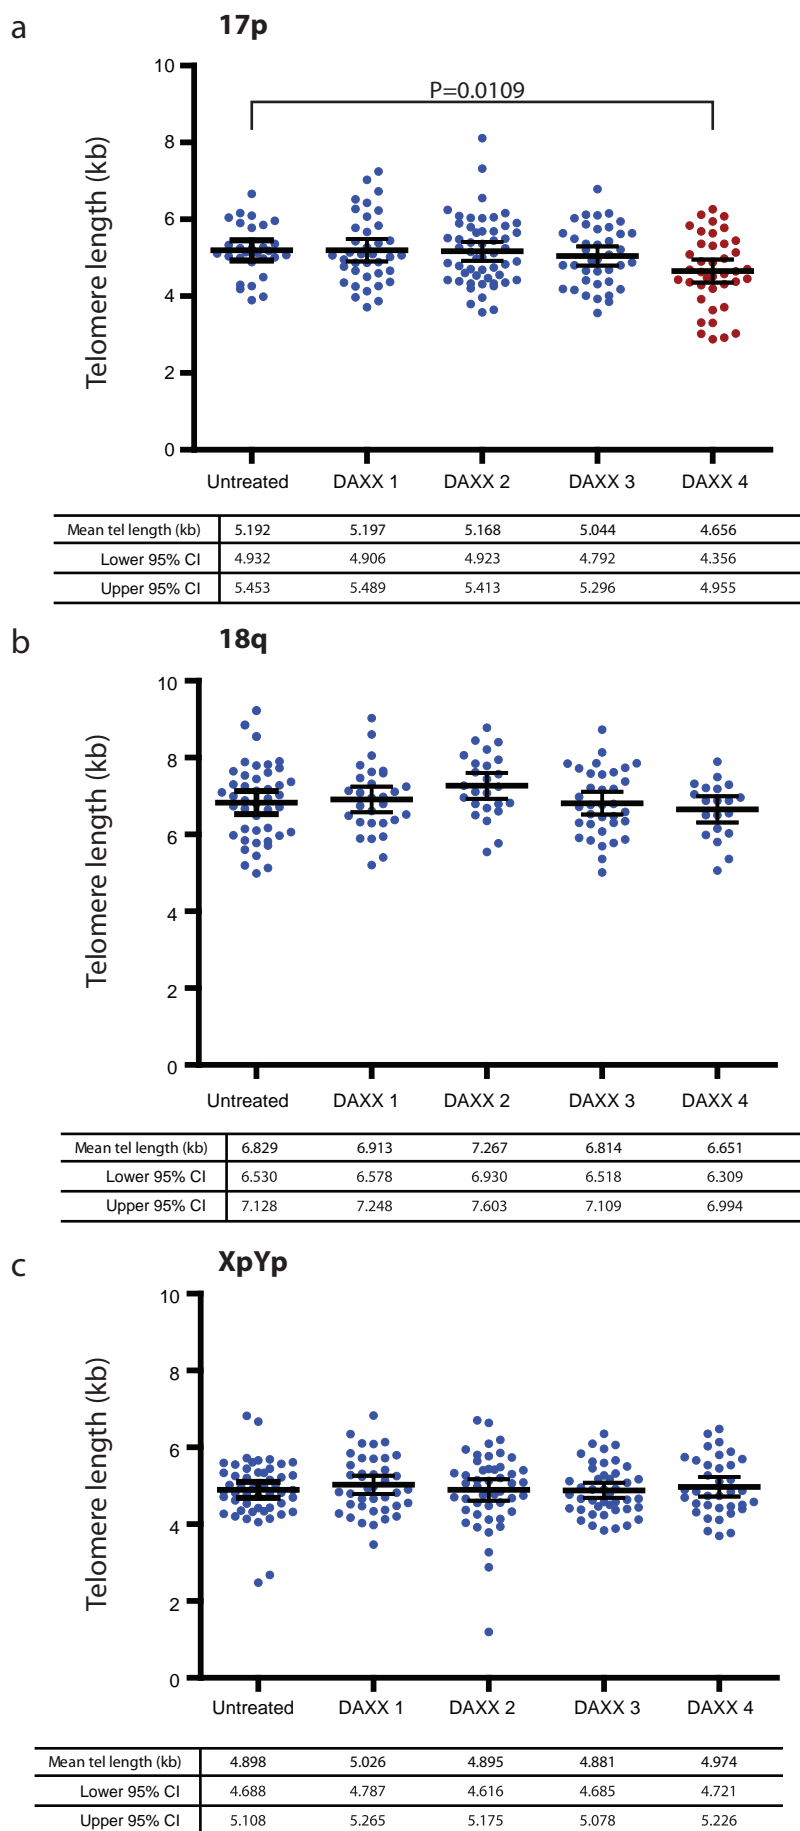 a
17p
P=0.0109
Telomere length (kb)
10
8
6
4
2
0
Untreated DAXX 1 DAXX 2 DAXX 3 DAXX 4
Mean tel length (kb) 5.192 5.197 5.168 5.044 4.656
Lower 95% CI 4.932 4.906 4.923 4.792 4.356
Upper 95% CI 5.453 5.489 5.413 5.296 4.955
b
18q
Telomere length (kb)
10
8
6
4
2
0
Untreated DAXX 1 DAXX 2 DAXX 3 DAXX 4
Mean tel length (kb) 6.829 6.913 7.267 6.814 6.651
Lower 95% CI 6.530 6.578 6.930 6.518 6.309
Upper 95% CI 7.128 7.248 7.603 7.109 6.994
c
XpYp
Telomere length (kb)
10
8
6
4
2
0
Untreated DAXX 1 DAXX 2 DAXX 3 DAXX 4
Mean tel length (kb) 4.898 5.026 4.895 4.881 4.974
Lower 95% CI 4.688 4.787 4.616 4.685 4.721
Upper 95% CI 5.108 5.265 5.175 5.078 5.226